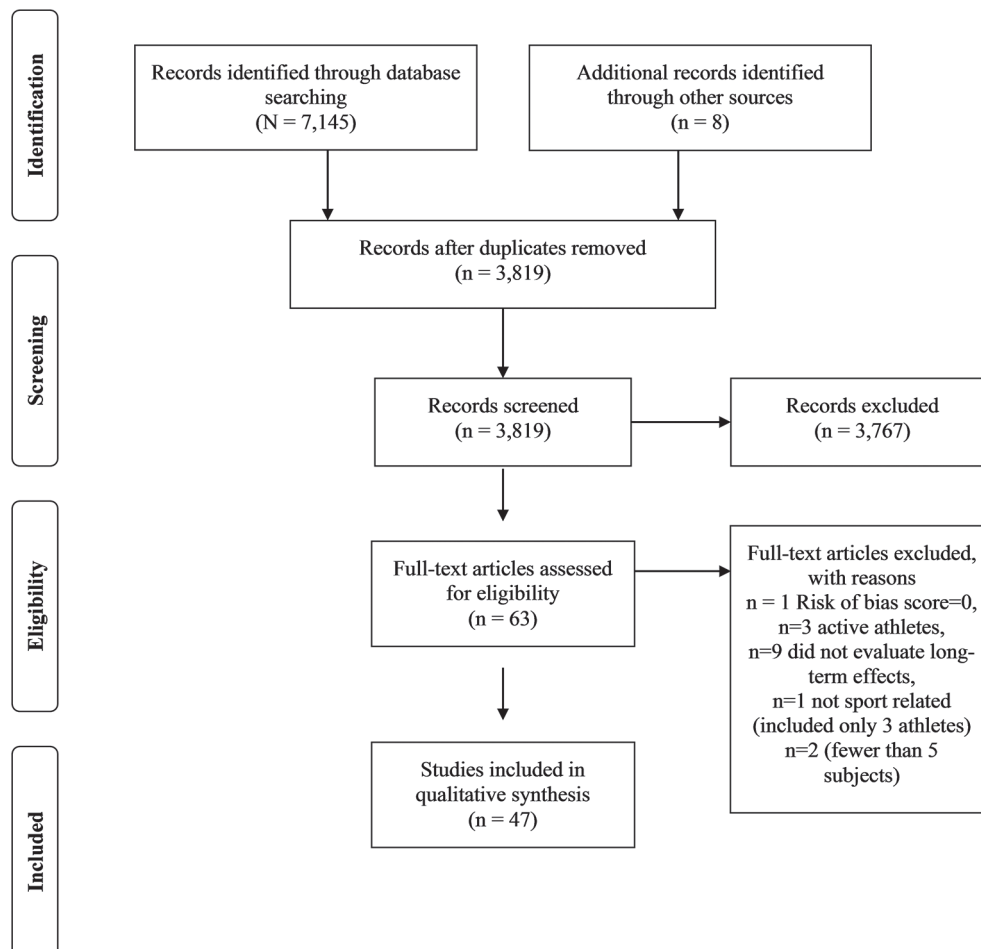 Identification
Records identified through database
searching
(N = 7,145)
Additional records identified
through other sources
(n = 8)
Screening
Records after duplicates removed
(n = 3,819)
Records screened
(n = 3,819)
Records excluded
(n = 3,767)
Eligibility
Full-text articles assessed
for eligibility
(n = 63)
Full-text articles excluded,
with reasons
n = 1 Risk of bias score=0,
n=3 active athletes,
n=9 did not evaluate long-
term effects,
n=1 not sport related
(included only 3 athletes)
n=2 (fewer than 5
subjects)
Included
Studies included in
qualitative synthesis
(n = 47)